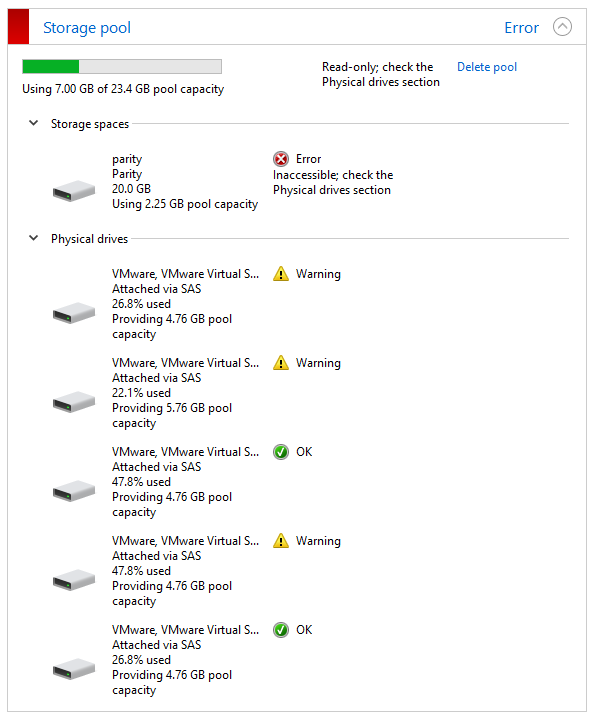 Storage pool
Error
Read-only; check the
Physical drives section
Delete pool
Using 7.00 GB of 23.4 GB pool capacity
Storage spaces
parity
Parity
20.0 GB
Using 2.25 GB pool capacity
Error
Inaccessible; check the
Physical drives section
Physical drives
VMware, VMware Virtual S...
Attached via SAS
26.8% used
Providing 4.76 GB pool
capacity
Warning
VMware, VMware Virtual S...
Attached via SAS
22.1% used
Providing 5.76 GB pool
capacity
Warning
VMware, VMware Virtual S...
Attached via SAS
47.8% used
Providing 4.76 GB pool
capacity
OK
VMware, VMware Virtual S...
Attached via SAS
47.8% used
Providing 4.76 GB pool
capacity
Warning
VMware, VMware Virtual S...
Attached via SAS
26.8% used
Providing 4.76 GB pool
capacity
OK